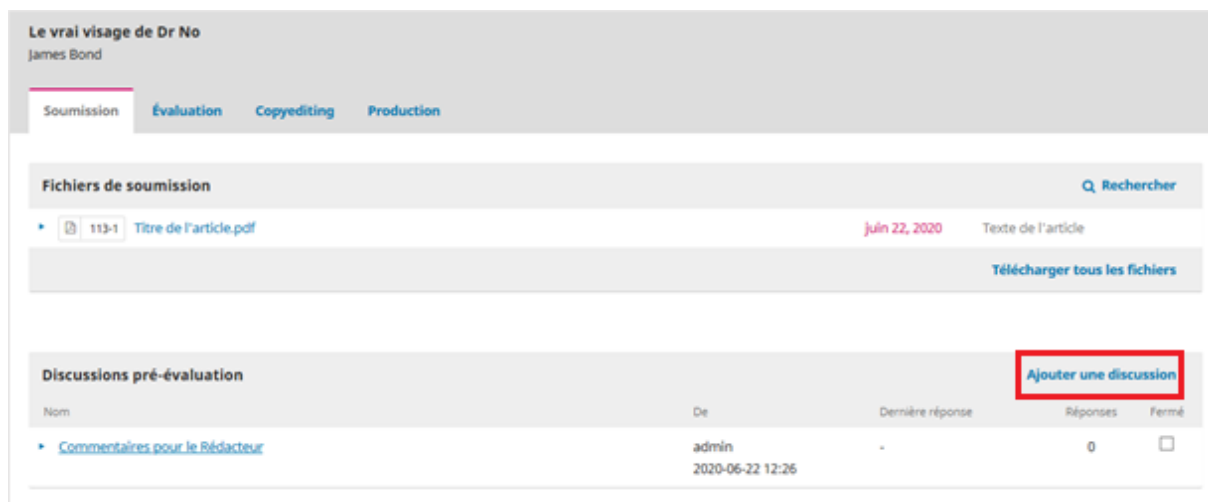 Le vrai visage de Dr No
James Bond
Soumission Évaluation Copyediting Production
Fichiers de soumission Rechercher
113-1 Titre de l'article.pdf juin 22, 2020 Texte de l'article
Télécharger tous les fichiers
Discussions pré-évaluation Ajouter une discussion
Nom De Dernière réponse Réponses Fermé
Commentaires pour le Rédacteur admin - 0
2020-06-22 12:26